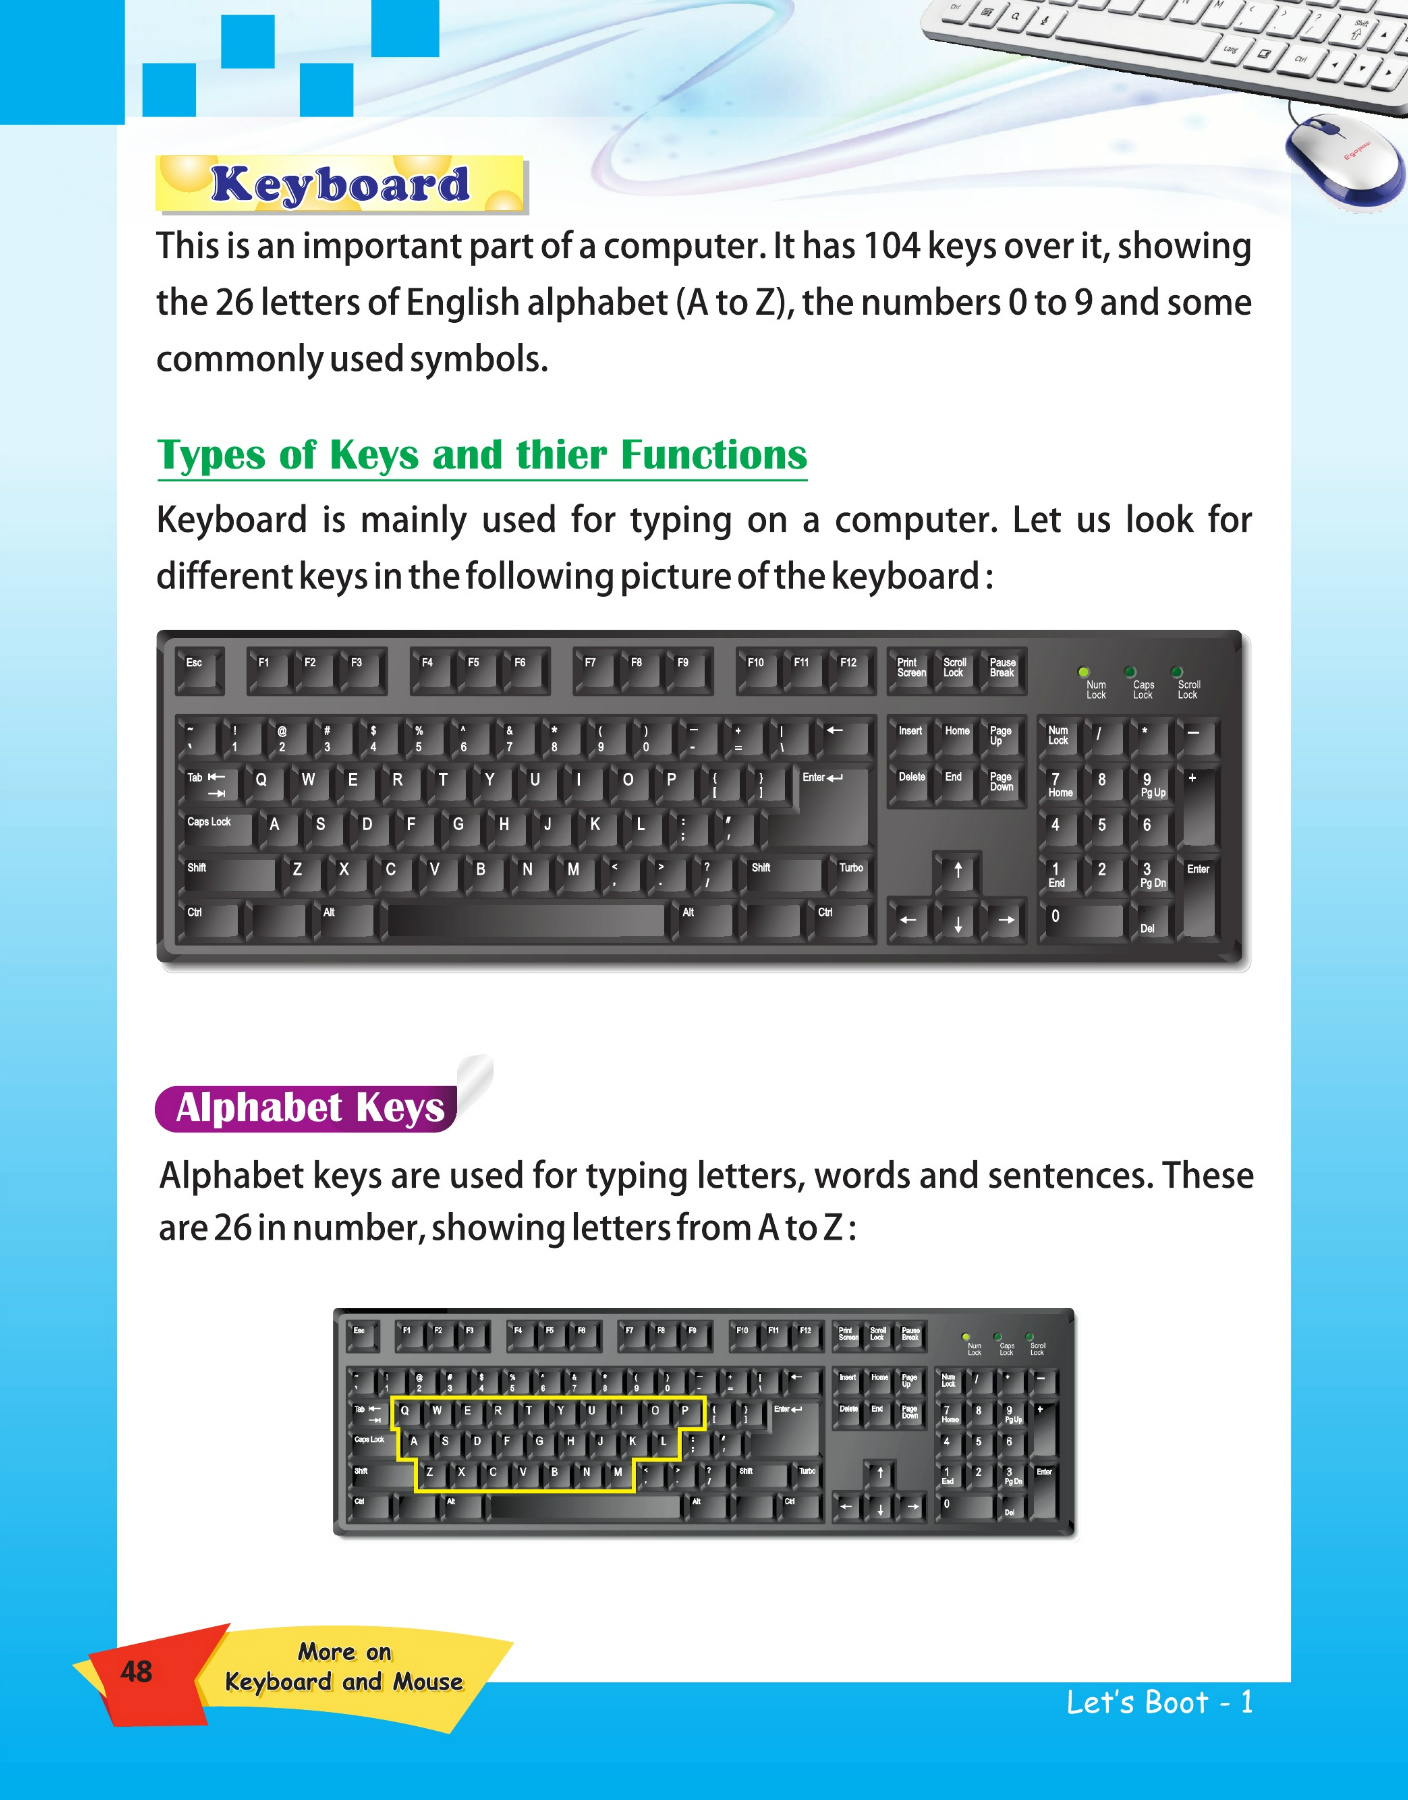 Keyboard
This is an important part of a computer. It has 104 keys over it, showing
the 26 letters of English alphabet (A to Z), the numbers 0 to 9 and some
commonly used symbols.
Types of Keys and thier Functions
Keyboard is mainly used for typing on a computer. Let us look for
different keys in the following picture of the keyboard :
Esc F1 F2 F3 F4 F5 F6 F7 F8 F9 F10 F11 F12 Print Screen Scroll Lock Pause Break Num Lock Caps Lock Scroll Lock
~ ` ! 1 @ 2 # 3 $ 4 % 5 ^ 6 & 7 * 8 ( 9 ) 0 _ - + = | \ ← Insert Home Page Up Num Lock / * -
Tab Q W E R T Y U I O P { [ } ] Enter Delete End Page Down 7 Home 8 9 Pg Up +
Caps Lock A S D F G H J K L : ; " ' 4 5 6
Shift Z X C V B N M < , > . ? / Shift Turbo ↑ 1 End 2 3 Pg Dn Enter
Ctrl Alt Alt Ctrl ← ↓ → 0 Del
Alphabet Keys
Alphabet keys are used for typing letters, words and sentences. These
are 26 in number, showing letters from A to Z :
Esc F1 F2 F3 F4 F5 F6 F7 F8 F9 F10 F11 F12 Print Screen Scroll Lock Pause Break Num Lock Caps Lock Scroll Lock
! 1 @ 2 # 3 $ 4 % 5 ^ 6 & 7 * 8 ( 9 ) 0 _ - + = | \ ← Insert Home Page Up Num Lock / * -
Tab Q W E R T Y U I O P { [ } ] Enter Delete End Page Down 7 Home 8 9 Pg Up +
Caps Lock A S D F G H J K L : ; " ' 4 5 6
Shift Z X C V B N M < , > . ? / Shift Turbo ↑ 1 End 2 3 Pg Dn Enter
Ctrl Alt Alt Ctrl ← ↓ → 0 Del
48
More on
Keyboard and Mouse
Let's Boot - 1